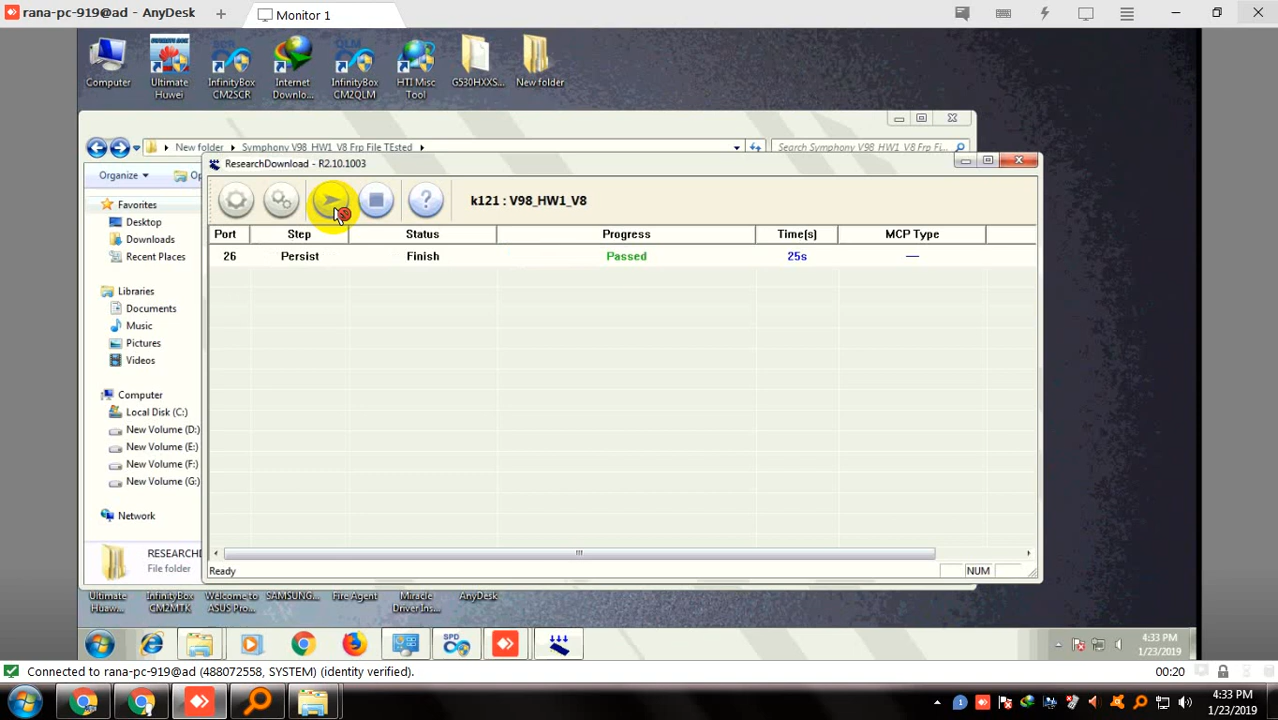 rana-pc-919@ad - AnyDesk
+
Monitor 1
Computer
Ultimate Huwei
InfinityBox CM2SCR
Internet Downlo...
InfinityBox CM2QLM
HTI Misc Tool
G530HXXS...
New folder
New folder
Symphony V98_HW1_V8 Frp File TEsted
Search Symphony V98_HW1_V8 Frp Fi...
ResearchDownload - R2.10.1003
Organize
k121 : V98_HW1_V8
Port Step Status Progress Time(s) MCP Type
26 Persist Finish Passed 25s —
Favorites
Desktop
Downloads
Recent Places
Libraries
Documents
Music
Pictures
Videos
Computer
Local Disk (C:)
New Volume (D:)
New Volume (E:)
New Volume (F:)
New Volume (G:)
Network
RESEARCH
File folder
Ready
NUM
Ultimate Huaw...
InfinityBox CM2MTK
Welcome to ASUS Pro...
SAMSUNG...
Fire Agent
Miracle Driver Ins...
AnyDesk
SPD
4:33 PM
1/23/2019
Connected to rana-pc-919@ad (488072558, SYSTEM) (identity verified).
00:20
4:33 PM
1/23/2019